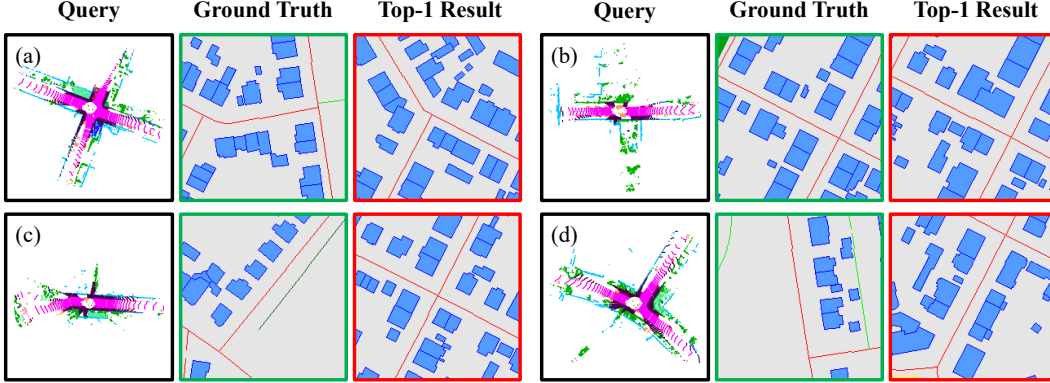 Query Ground Truth Top-1 Result Query Ground Truth Top-1 Result
(a) (b)
(c) (d)